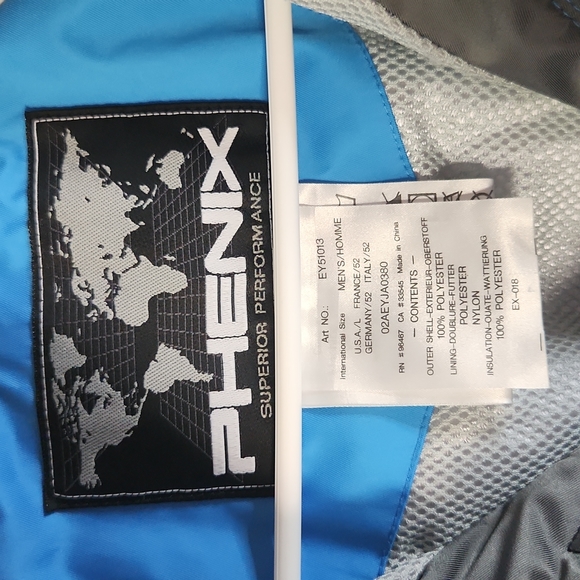 PHENIX
SUPERIOR PERFORMANCE
Art NO.: EY51013
International Size MEN'S/HOMME
U.S.A./L FRANCE/52
GERMANY/52 ITALY/52
02AEYJA0380
RN # 96467 CA # 33545 Made in China
— CONTENTS —
OUTER SHELL-EXTERIEUR-OBERSTOFF
100% POLYESTER
LINING-DOUBLURE-FUTTER
POLYESTER
NYLON
INSULATION-OUATE-WATTIERUNG
100% POLYESTER
EX-018